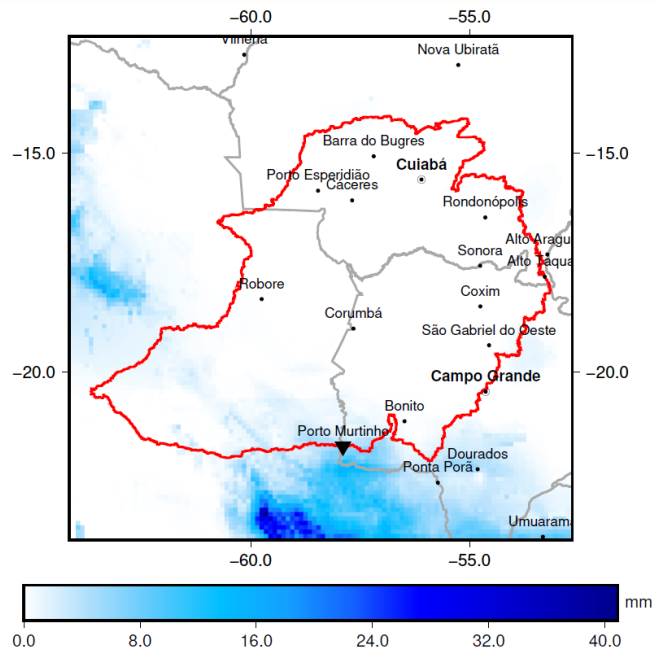 −60.0 −55.0
Vilhena
Nova Ubiratã
−15.0 −15.0
Barra do Bugres
Cuiabá
Porto Esperidião
Cáceres
Rondonópolis
Alto Aragu
Sonora
Alto Taqua
Robore
Coxim
Corumbá
São Gabriel do Oeste
−20.0 −20.0
Campo Grande
Bonito
Porto Murtinho
Dourados
Ponta Porã
Umuarama
−60.0 −55.0
mm
0.0 8.0 16.0 24.0 32.0 40.0